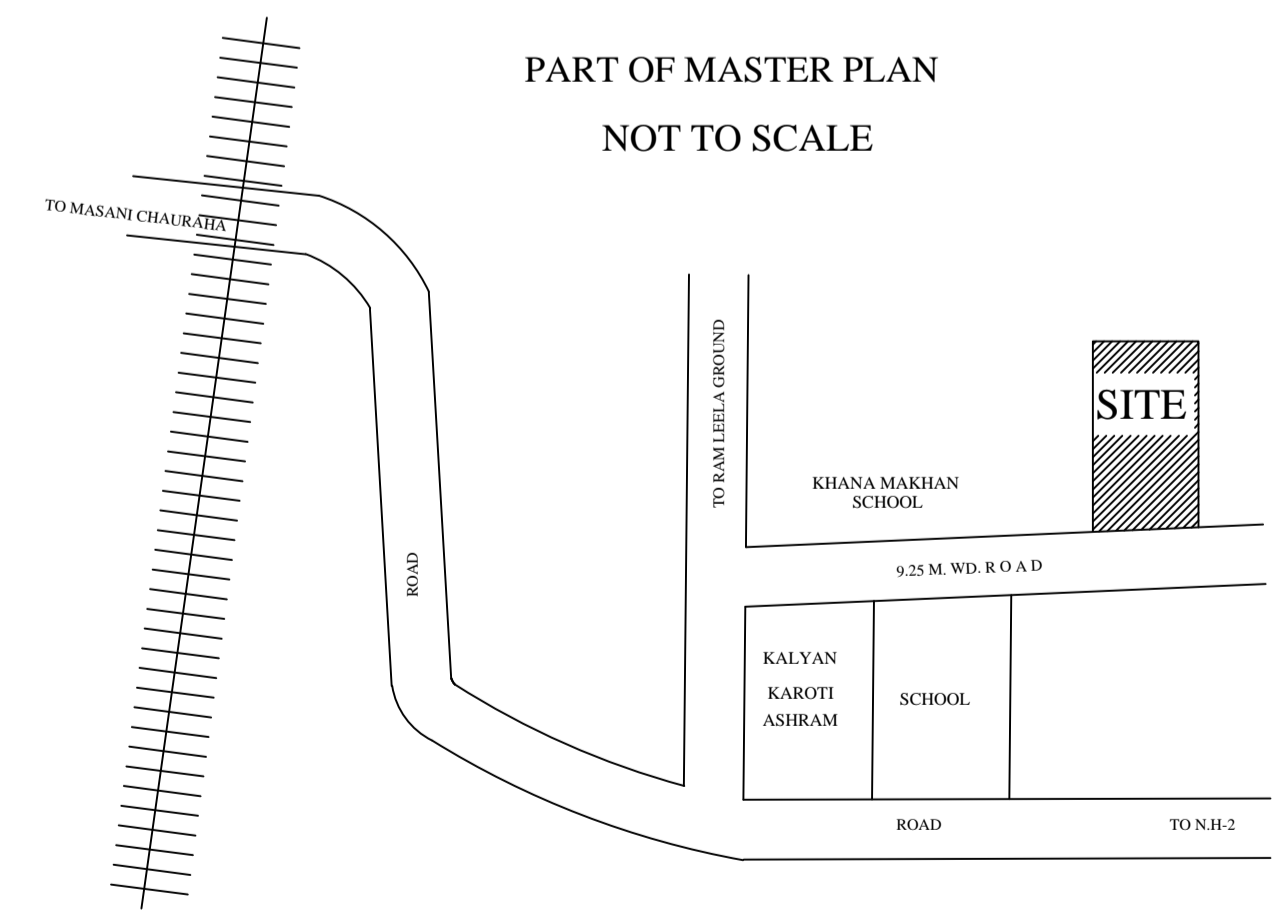 PART OF MASTER PLAN
NOT TO SCALE
TO MASANI CHAURAHA
TO RAM LEELA GROUND
SITE
KHANA MAKHAN
SCHOOL
ROAD
9.25 M. WD. R O A D
KALYAN
KAROTI
ASHRAM
SCHOOL
ROAD
TO N.H-2